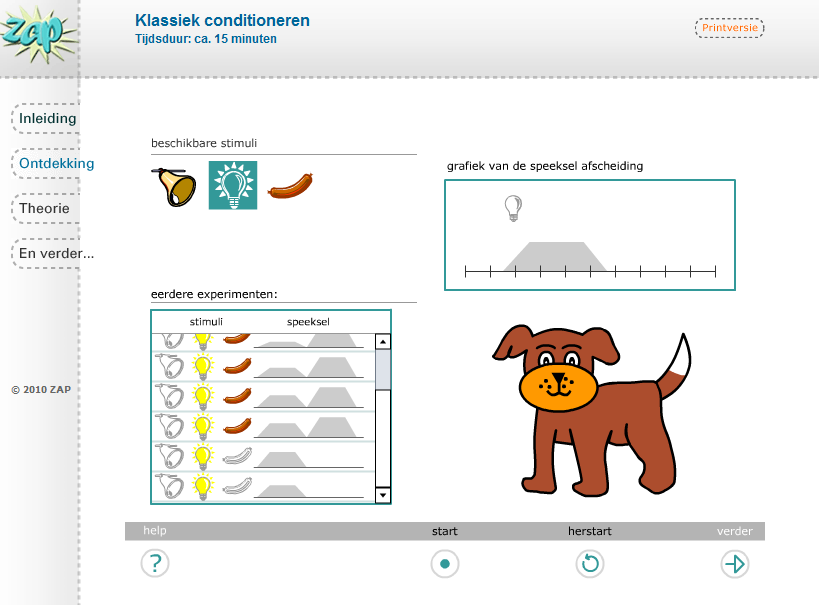 zap
Klassiek conditioneren
Tijdsduur: ca. 15 minuten
Printversie
Inleiding
Ontdekking
Theorie
En verder...
© 2010 ZAP
beschikbare stimuli
grafiek van de speeksel afscheiding
eerdere experimenten:
stimuli speeksel
help start herstart verder
?